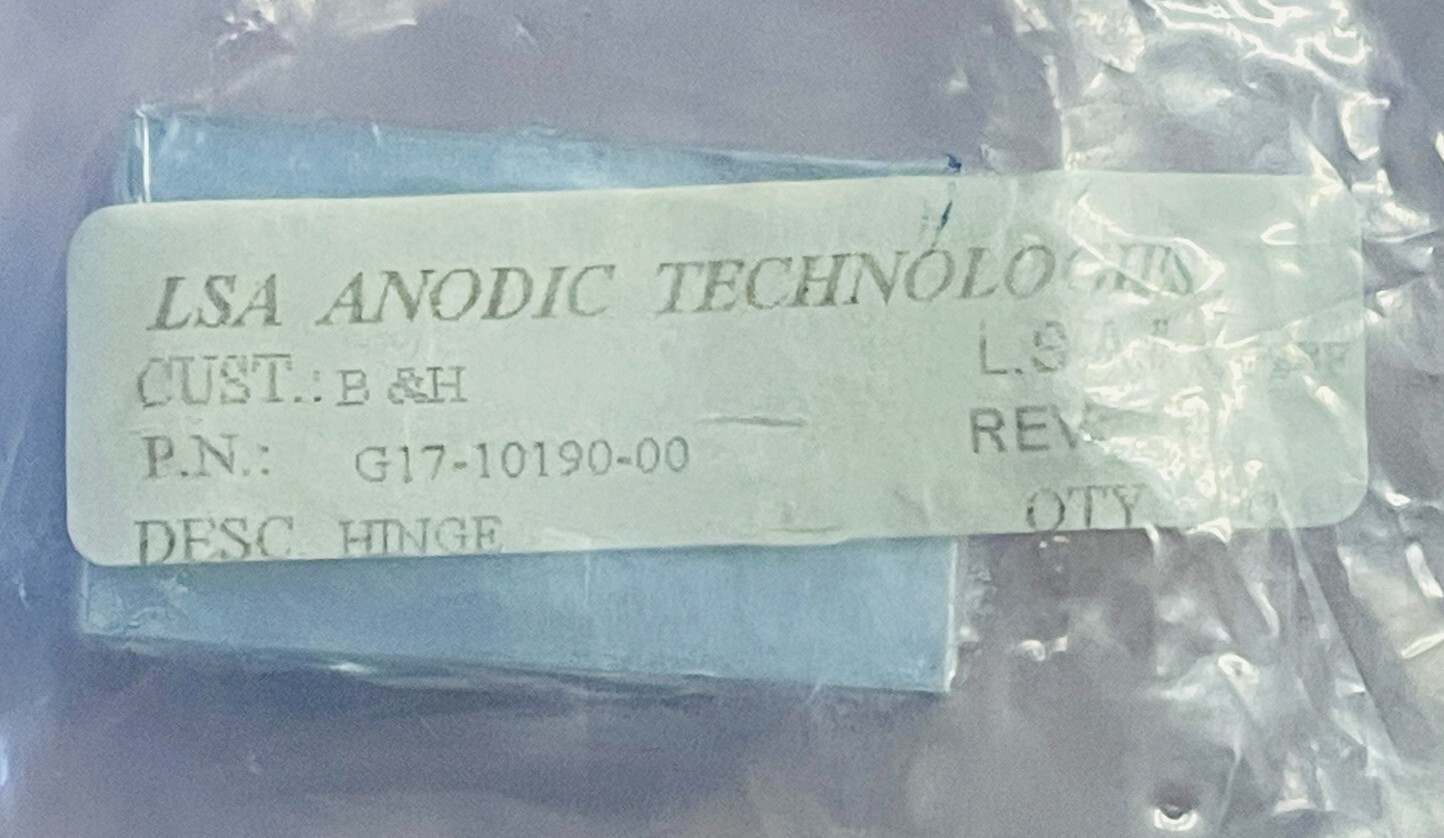 LSA ANODIC TECHNOLOGIES
CUST.: B &H
L.S.A.#
P.N.: G17-10190-00
REV
DESC. HINGE
QTY